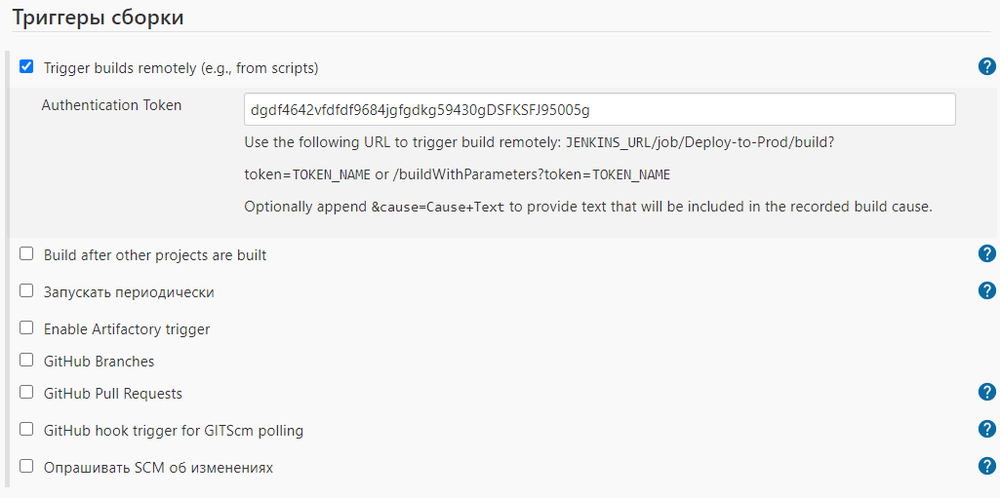 Триггеры сборки
Trigger builds remotely (e.g., from scripts)
?
Authentication Token
dgdf4642vfdfdf9684jgfgdkg59430gDSFKSFJ95005g
Use the following URL to trigger build remotely: JENKINS_URL/job/Deploy-to-Prod/build?
token=TOKEN_NAME or /buildWithParameters?token=TOKEN_NAME
Optionally append &cause=Cause+Text to provide text that will be included in the recorded build cause.
Build after other projects are built
?
Запускать периодически
?
Enable Artifactory trigger
GitHub Branches
GitHub Pull Requests
?
GitHub hook trigger for GITScm polling
?
Опрашивать SCM об изменениях
?